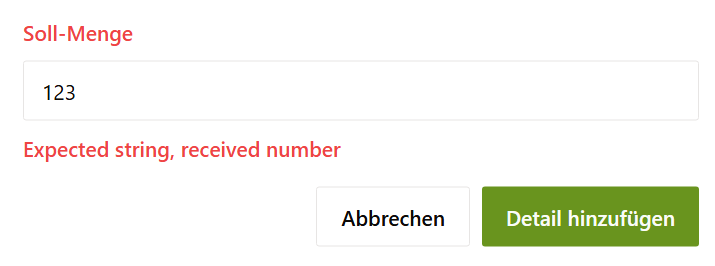 Soll-Menge
123
Expected string, received number
Abbrechen
Detail hinzufügen